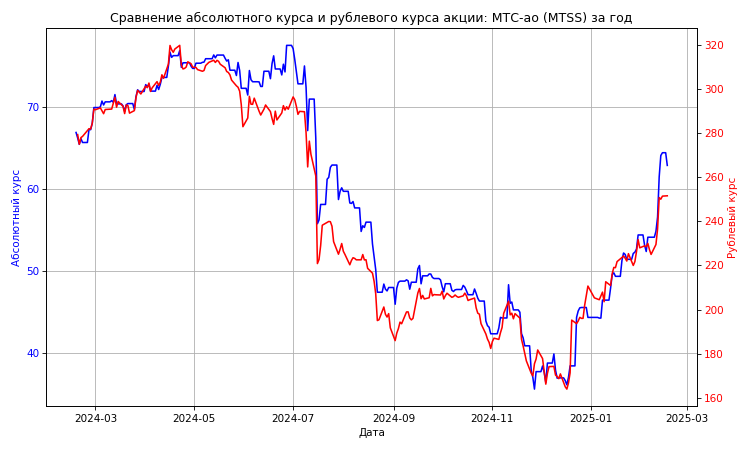 Сравнение абсолютного курса и рублевого курса акции: МТС-ао (MTSS) за год
Абсолютный курс
70
60
50
40
320
300
280
260
240
220
200
180
160
Рублевый курс
2024-03 2024-05 2024-07 2024-09 2024-11 2025-01 2025-03
Дата